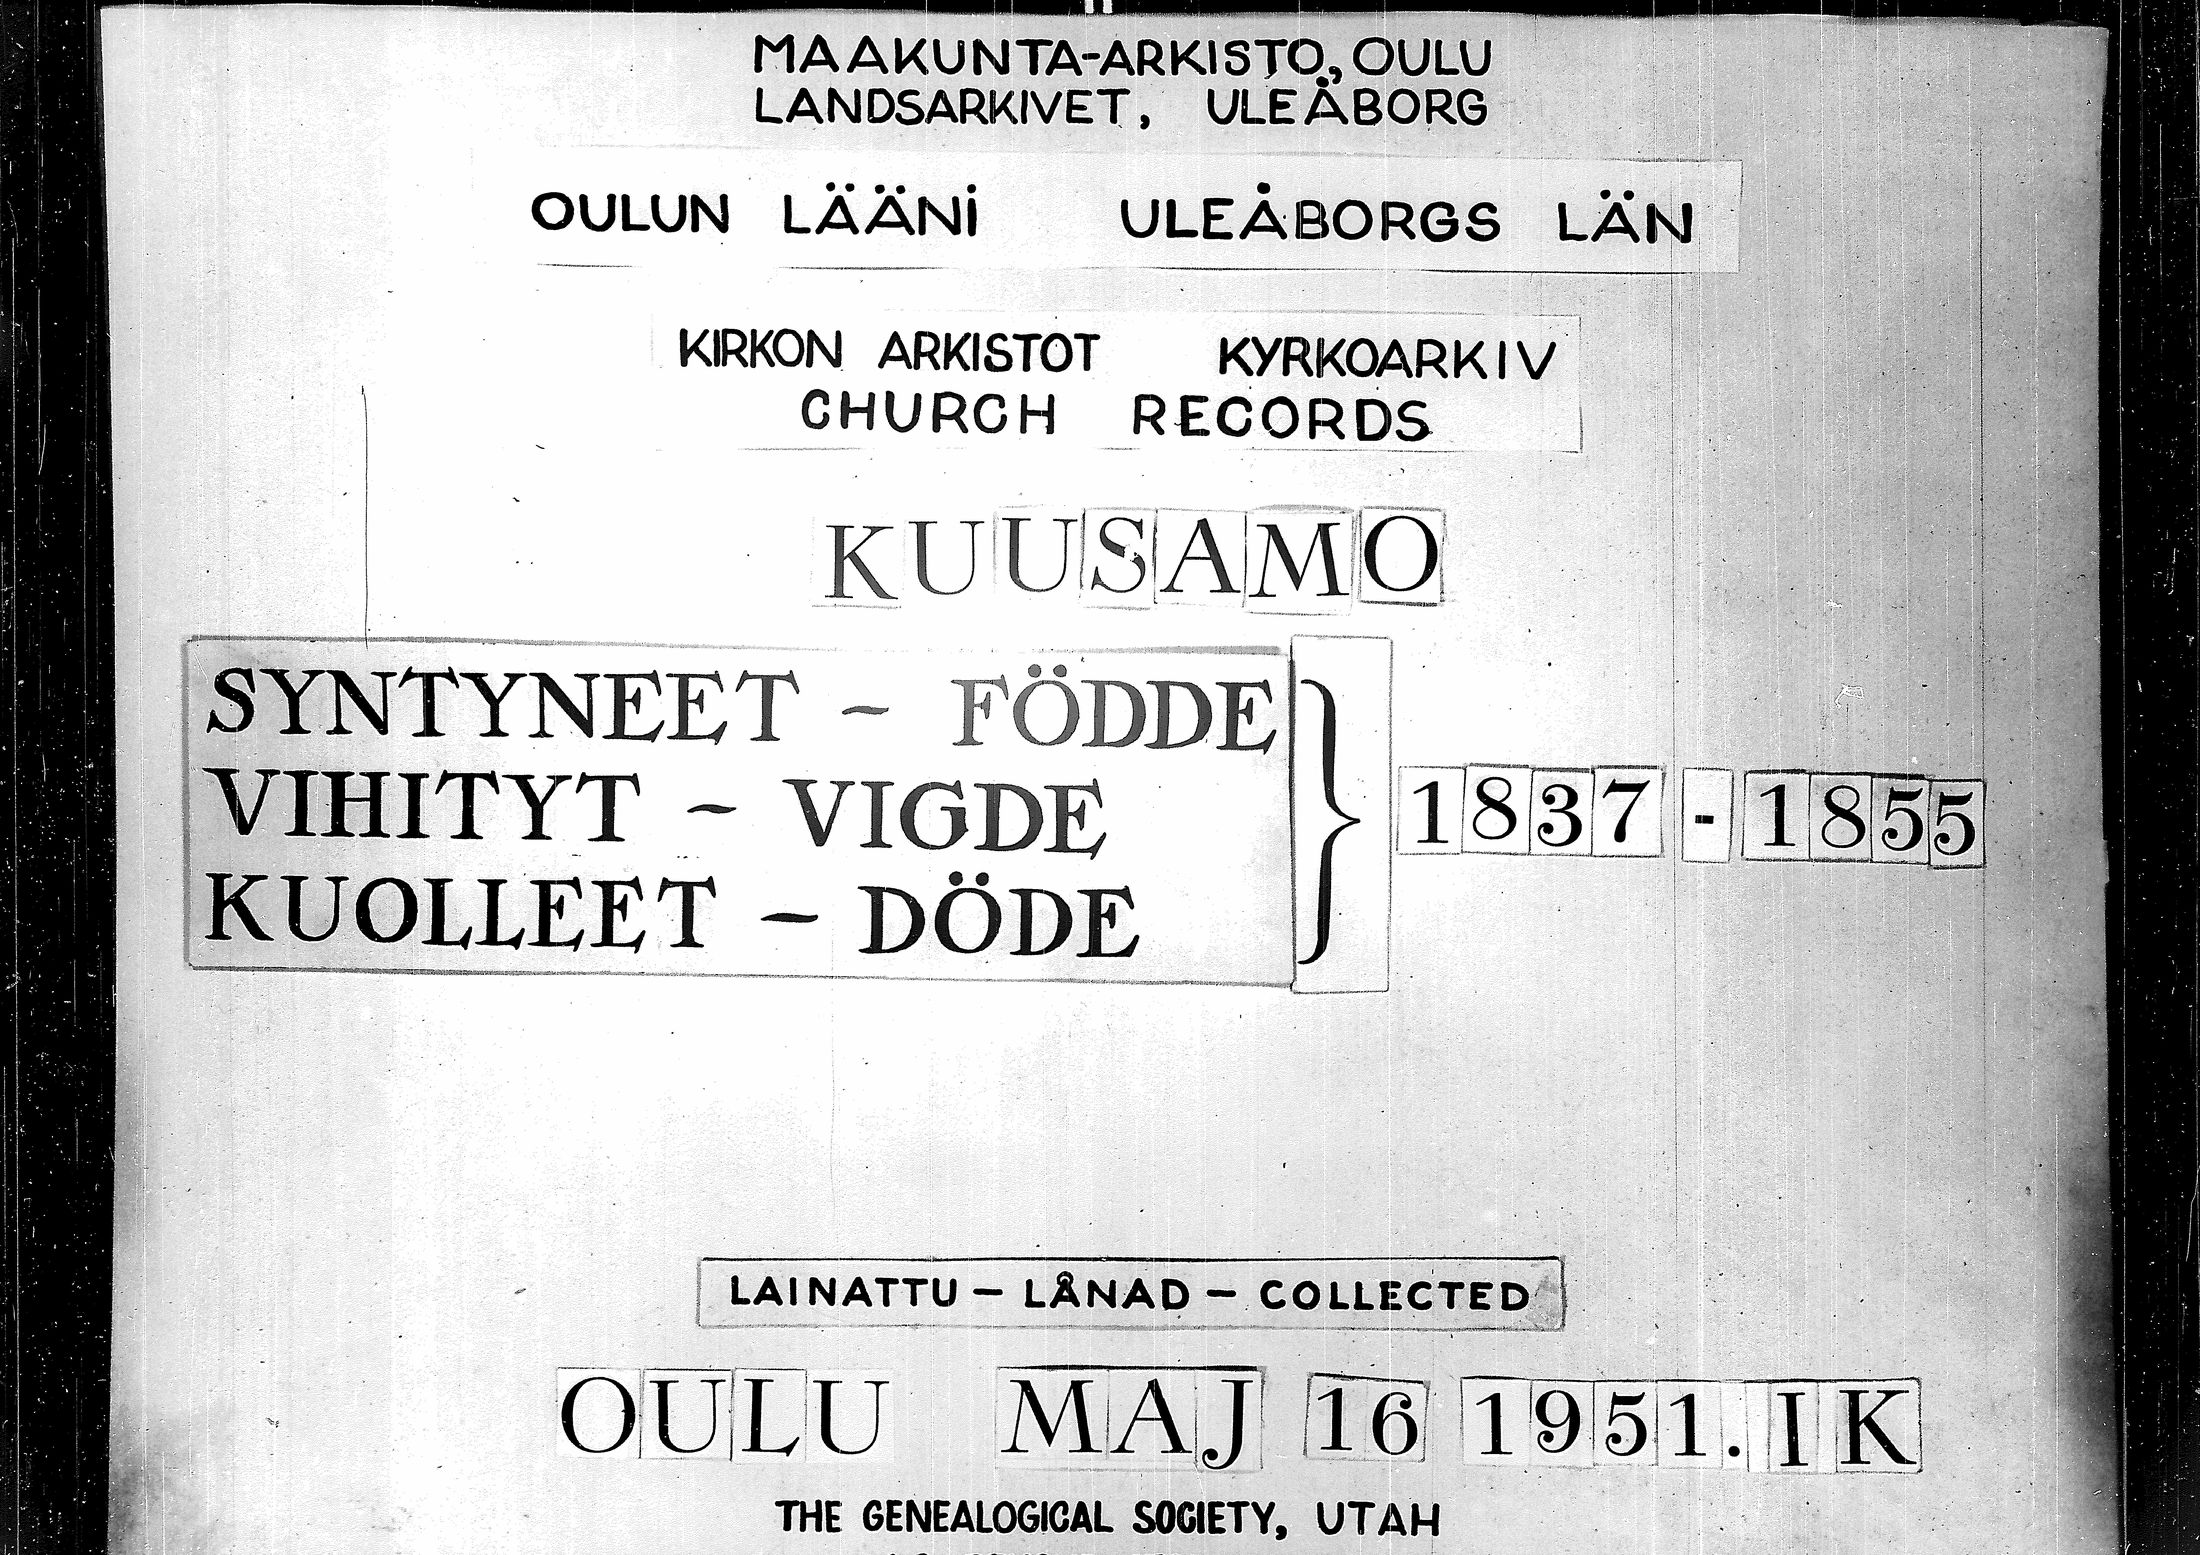 MAAKUNTA-ARKISTO, OULU
LANDSARKIVET, ULEÅBORG
OULUN LÄÄNI ULEÅBORGS LÄN
KIRKON ARKISTOT KYRKOARKIV
CHURCH RECORDS
KUUSAMO
SYNTYNEET - FÖDDE
VIHITYT - VIGDE
KUOLLEET - DÖDE
} 1837 - 1855
LAINATTU - LÅNAD - COLLECTED
OULU MAJ 16 1951. IK
THE GENEALOGICAL SOCIETY, UTAH